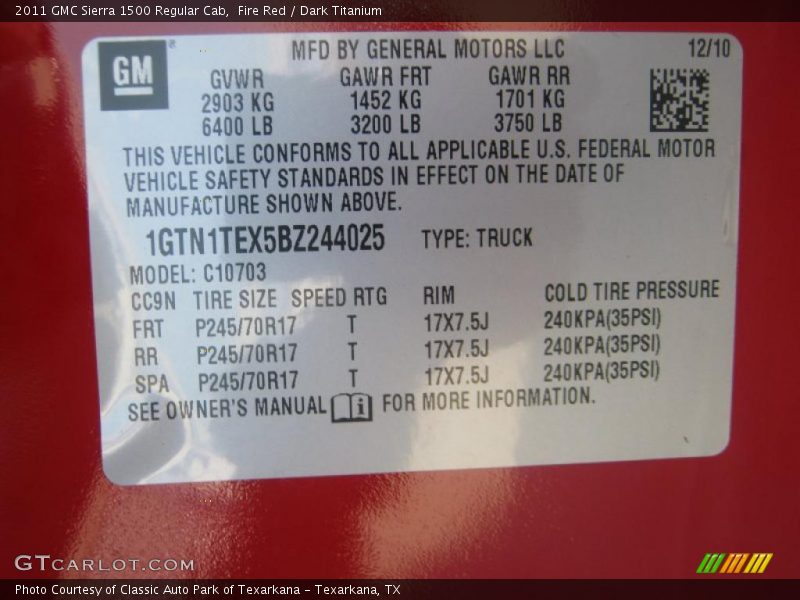 2011 GMC Sierra 1500 Regular Cab,  Fire Red / Dark Titanium
GM ® MFD BY GENERAL MOTORS LLC 12/10
GVWR GAWR FRT GAWR RR
2903 KG 1452 KG 1701 KG
6400 LB 3200 LB 3750 LB
THIS VEHICLE CONFORMS TO ALL APPLICABLE U.S. FEDERAL MOTOR
VEHICLE SAFETY STANDARDS IN EFFECT ON THE DATE OF
MANUFACTURE SHOWN ABOVE.
1GTN1TEX5BZ244025 TYPE: TRUCK
MODEL: C10703
CC9N TIRE SIZE SPEED RTG RIM COLD TIRE PRESSURE
FRT P245/70R17 T 17X7.5J 240KPA(35PSI)
RR P245/70R17 T 17X7.5J 240KPA(35PSI)
SPA P245/70R17 T 17X7.5J 240KPA(35PSI)
SEE OWNER'S MANUAL i FOR MORE INFORMATION.
GTCARLOT.COM
Photo Courtesy of Classic Auto Park of Texarkana – Texarkana, TX